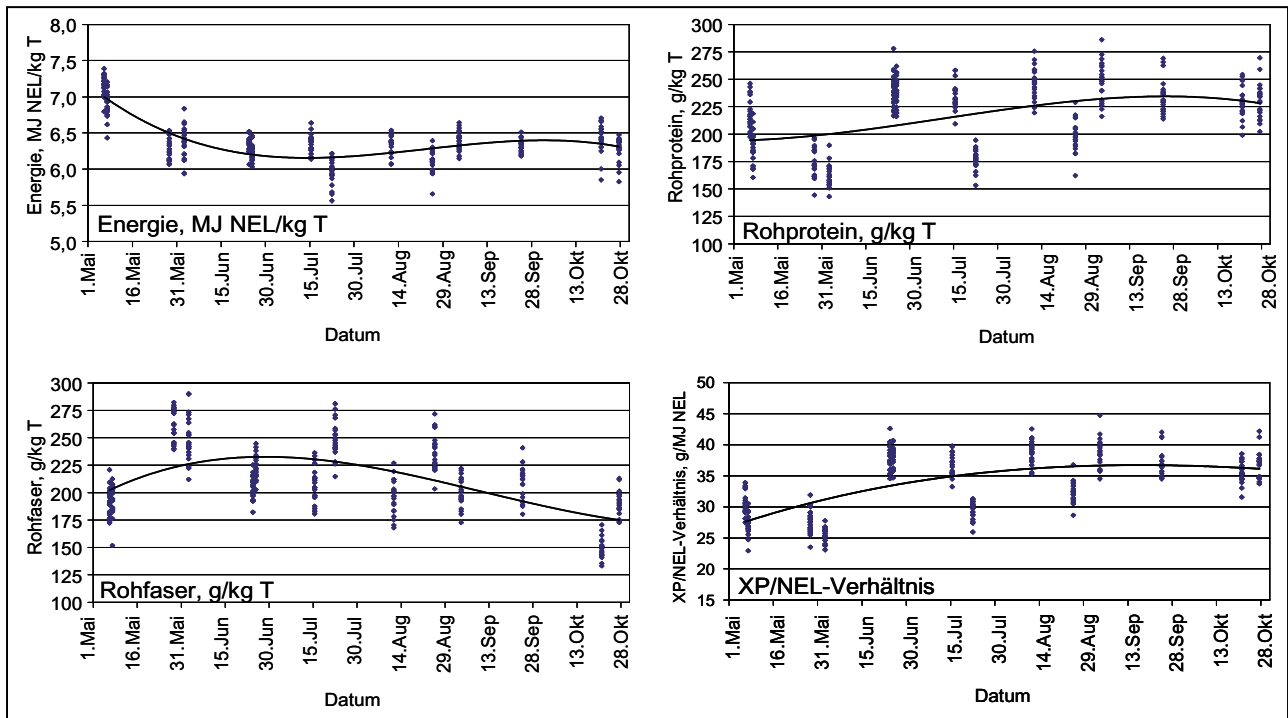 Energie, MJ NEL/kg T
8,0
7,5
7,0
6,5
6,0
5,5
5,0
Energie, MJ NEL/kg T
1.Mai
16.Mai
31.Mai
15.Jun
30.Jun
15.Jul
30.Jul
14.Aug
29.Aug
13.Sep
28.Sep
13.Okt
28.Okt
Datum
Rohprotein, g/kg T
300
275
250
225
200
175
150
125
100
Rohprotein, g/kg T
1.Mai
16.Mai
31.Mai
15.Jun
30.Jun
15.Jul
30.Jul
14.Aug
29.Aug
13.Sep
28.Sep
13.Okt
28.Okt
Datum
Rohfaser, g/kg T
300
275
250
225
200
175
150
125
100
Rohfaser, g/kg T
1.Mai
16.Mai
31.Mai
15.Jun
30.Jun
15.Jul
30.Jul
14.Aug
29.Aug
13.Sep
28.Sep
13.Okt
28.Okt
Datum
XP/NEL-Verhältnis, g/MJ NEL
50
45
40
35
30
25
20
15
XP/NEL-Verhältnis
1.Mai
16.Mai
31.Mai
15.Jun
30.Jun
15.Jul
30.Jul
14.Aug
29.Aug
13.Sep
28.Sep
13.Okt
28.Okt
Datum